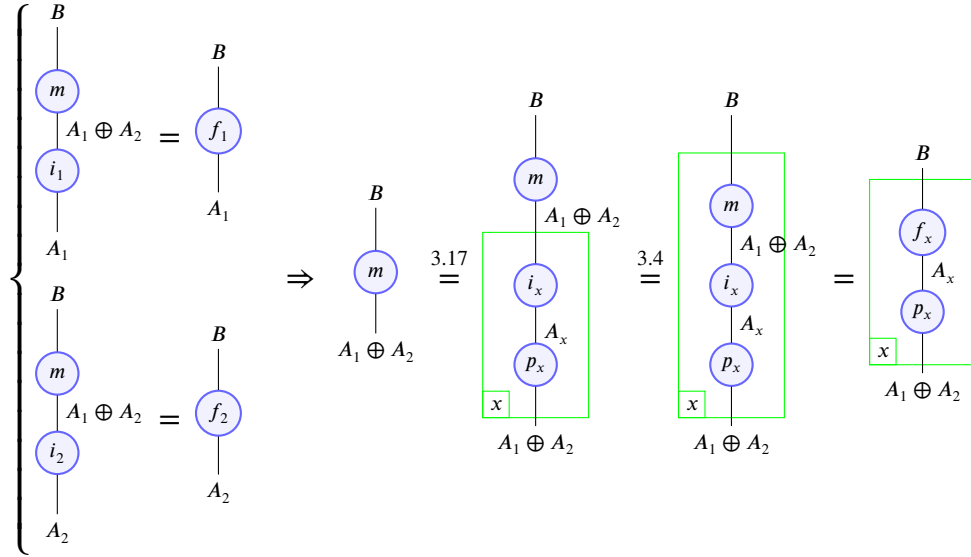 B
m
A₁ ⊕ A₂
i₁
A₁
=
B
f₁
A₁
B
m
A₁ ⊕ A₂
i₂
A₂
=
B
f₂
A₂
⇒
B
m
A₁ ⊕ A₂
3.17
=
B
m
A₁ ⊕ A₂
iₓ
Aₓ
pₓ
x
A₁ ⊕ A₂
3.4
=
B
m
A₁ ⊕ A₂
iₓ
Aₓ
pₓ
x
A₁ ⊕ A₂
=
B
fₓ
Aₓ
pₓ
x
A₁ ⊕ A₂